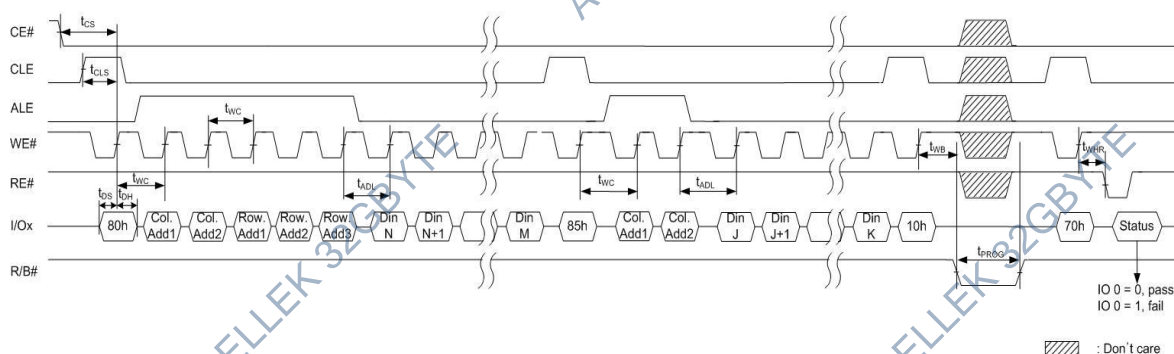 CE#
CLE
ALE
WE#
RE#
I/Ox
R/B#
tCS
tCLS
tWC
tWC
tADL
tWC
tADL
tWB
tWHR
tDS
tDH
80h
Col. Add1
Col. Add2
Row. Add1
Row. Add2
Row. Add3
Din N
Din N+1
Din M
85h
Col. Add1
Col. Add2
Din J
Din J+1
Din K
10h
70h
Status
tPROG
IO 0 = 0, pass
IO 0 = 1, fail
: Don't care
ELLEK 32GBYTE
ELLEK 32GBYTE